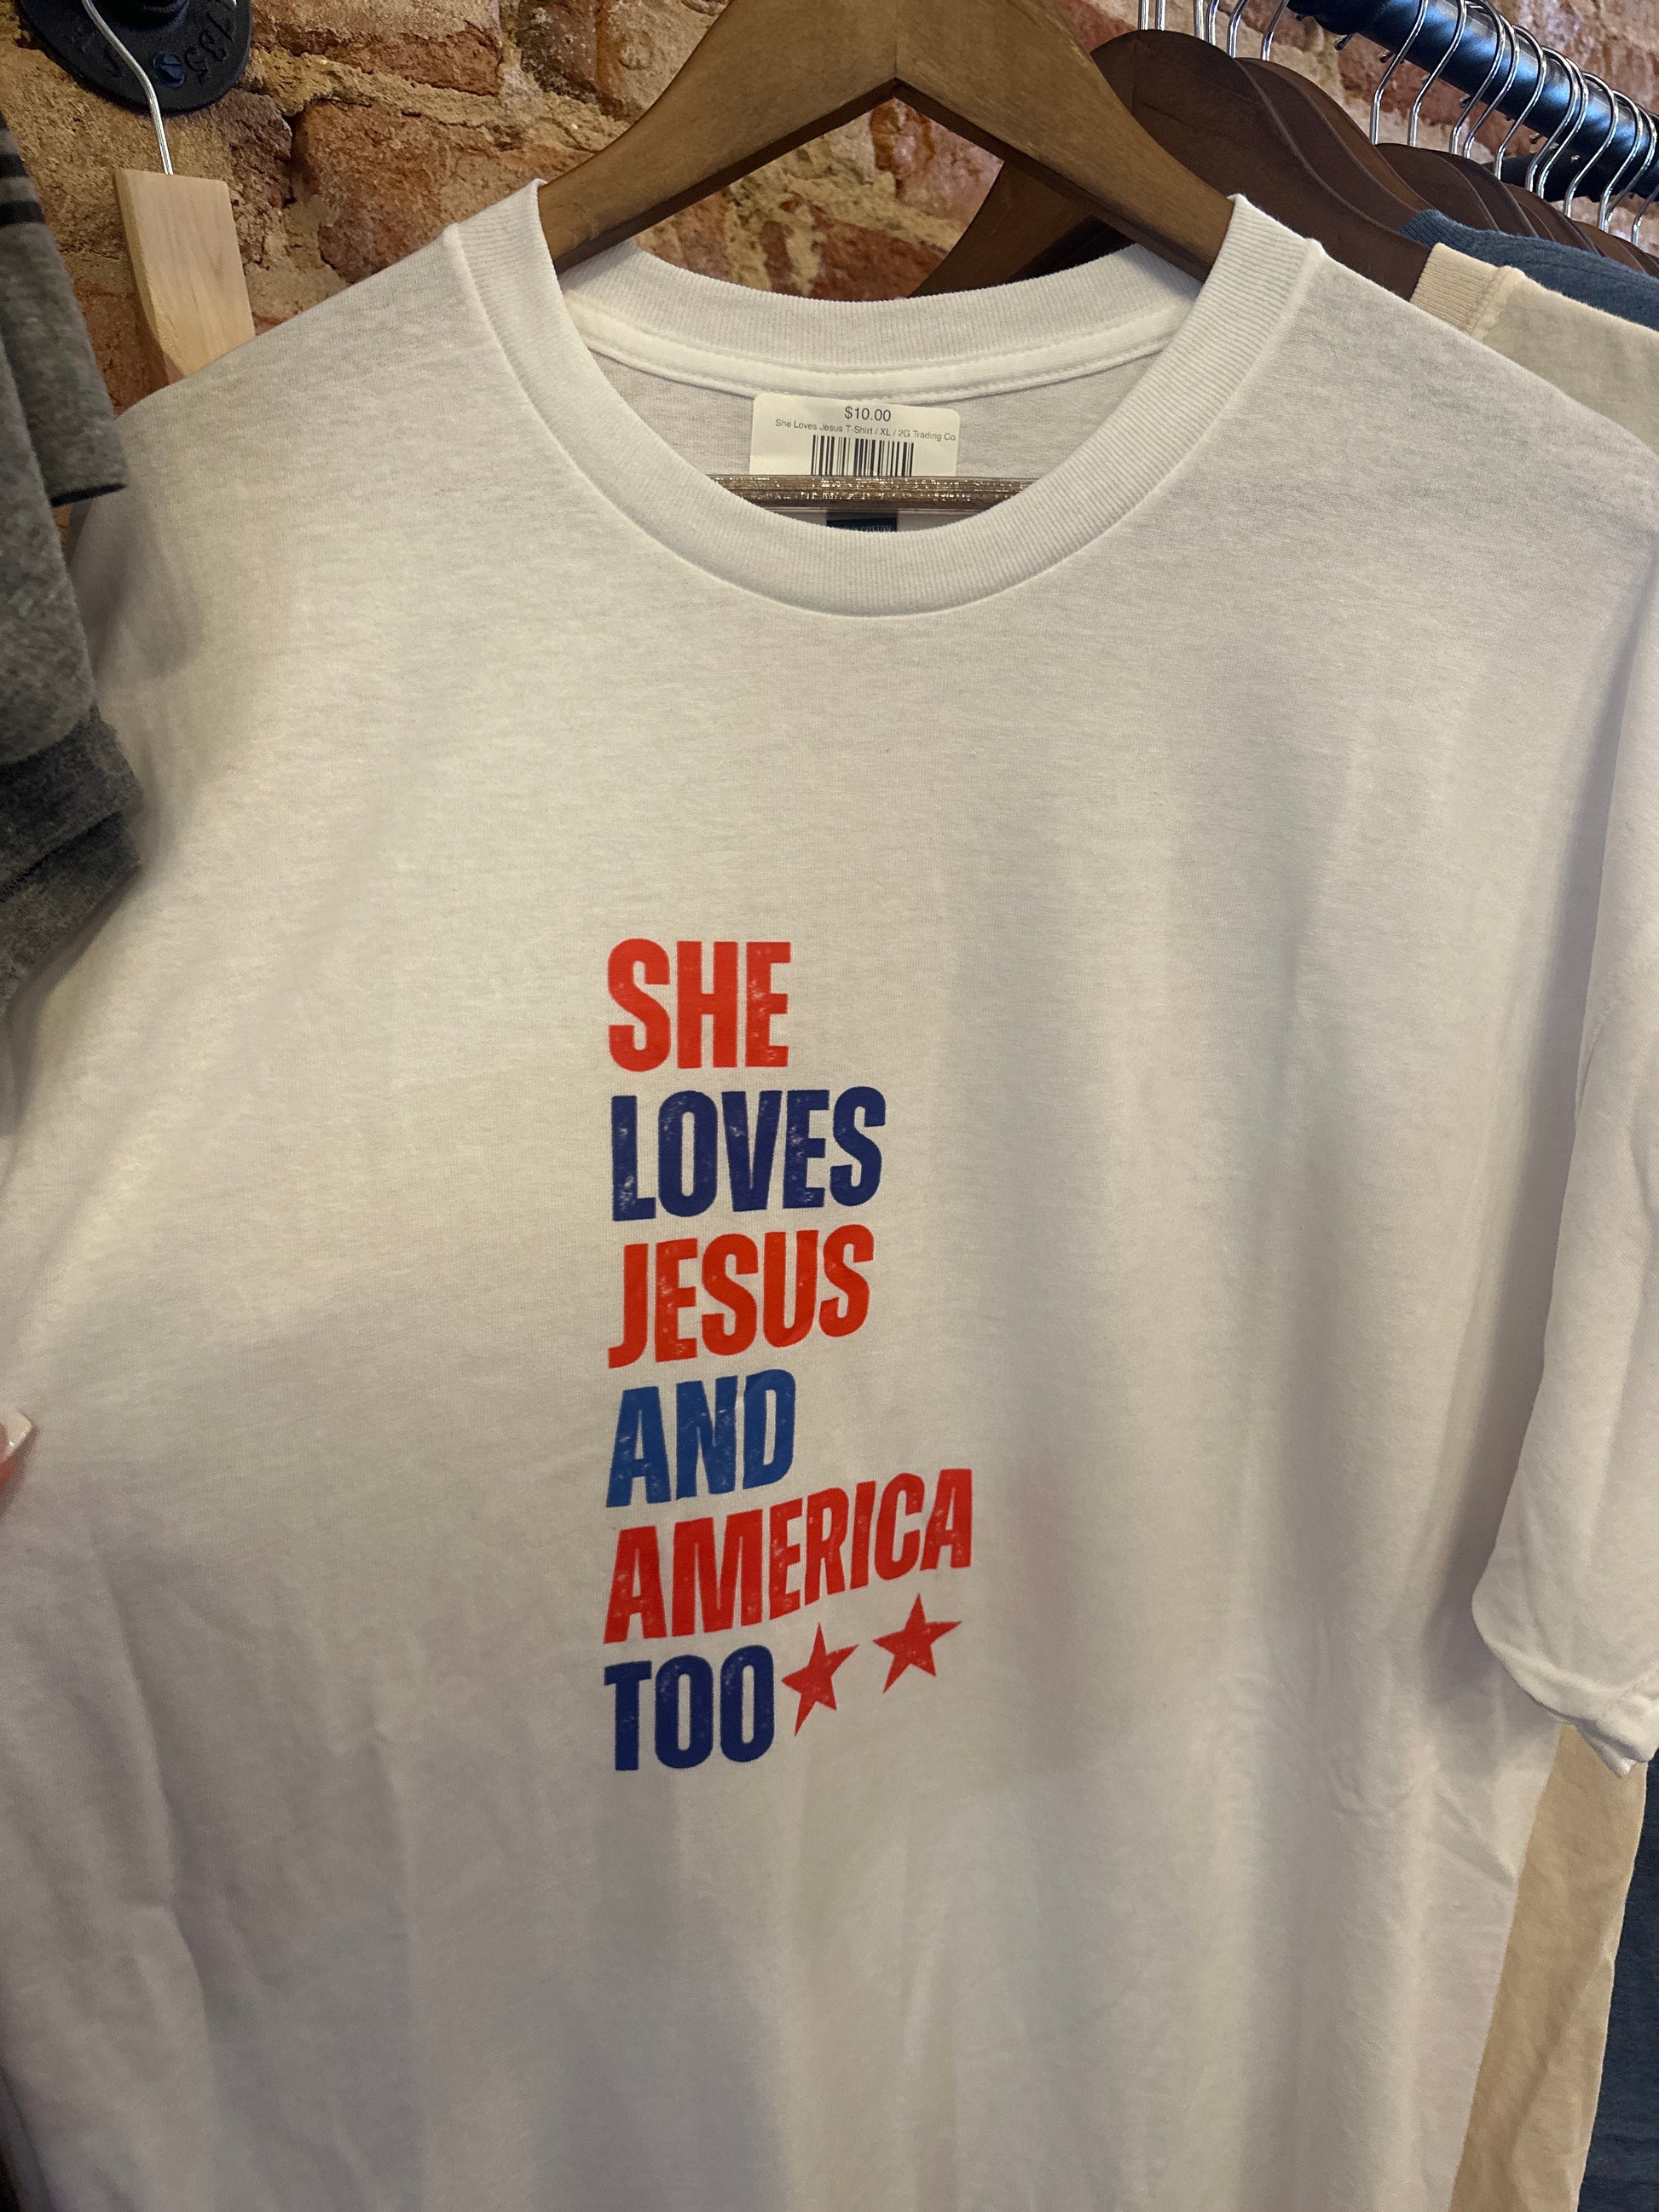 $10.00
She Loves Jesus T-Shirt / XL / 2G Trading Co.
SHE
LOVES
JESUS
AND
AMERICA
TOO